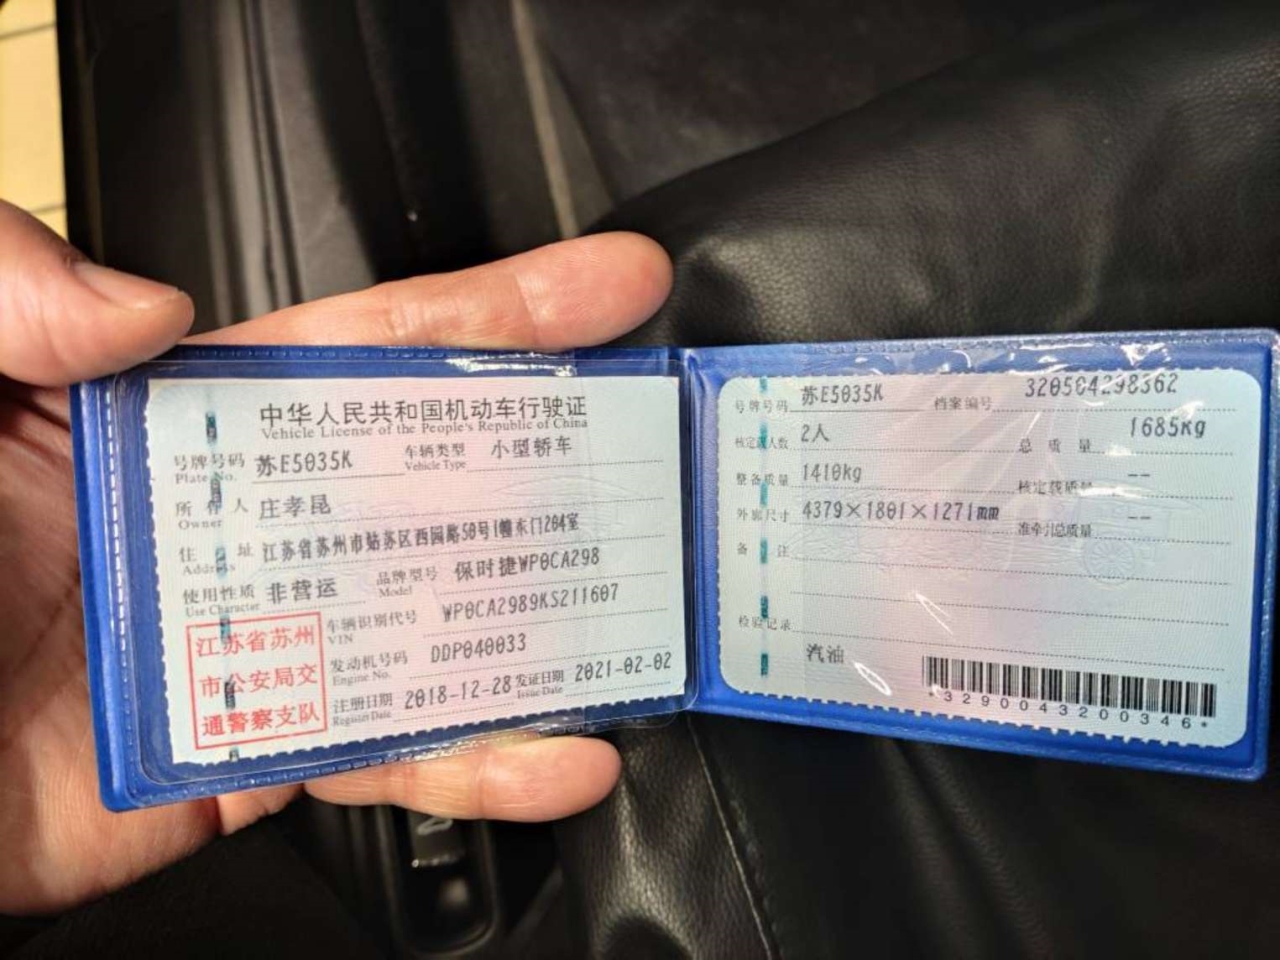 中华人民共和国机动车行驶证
Vehicle License of the People's Republic of China
号牌号码 苏E5035K 车辆类型 小型轿车
Plate No. Vehicle Type
所有人 庄孝昆
Owner
住址 江苏省苏州市姑苏区西园路50号1幢东门204室
Address
使用性质 非营运 品牌型号 保时捷WP0CA298
Use Character Model
车辆识别代号 WP0CA2989KS211607
VIN
发动机号码 DDP040033
Engine No.
注册日期 2018-12-28 发证日期 2021-02-02
Register Date Issue Date
江苏省苏州
市公安局交
通警察支队
号牌号码 苏E5035K 档案编号 320504298362
核定载人数 2人 总质量 1685kg
整备质量 1410kg 核定载质量 --
外廓尺寸 4379×1801×1271mm 准牵引总质量 --
备注
检验记录
汽油
*3290043200346*